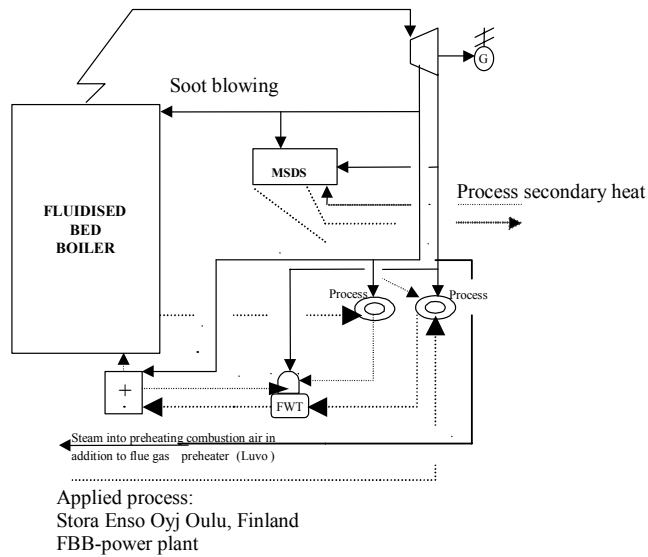 G
Soot blowing
MSDS
Process secondary heat
FLUIDISED
BED
BOILER
Process
Process
+
FWT
Steam into preheating combustion air in
addition to flue gas preheater (Luvo)
Applied process:
Stora Enso Oyj Oulu, Finland
FBB-power plant